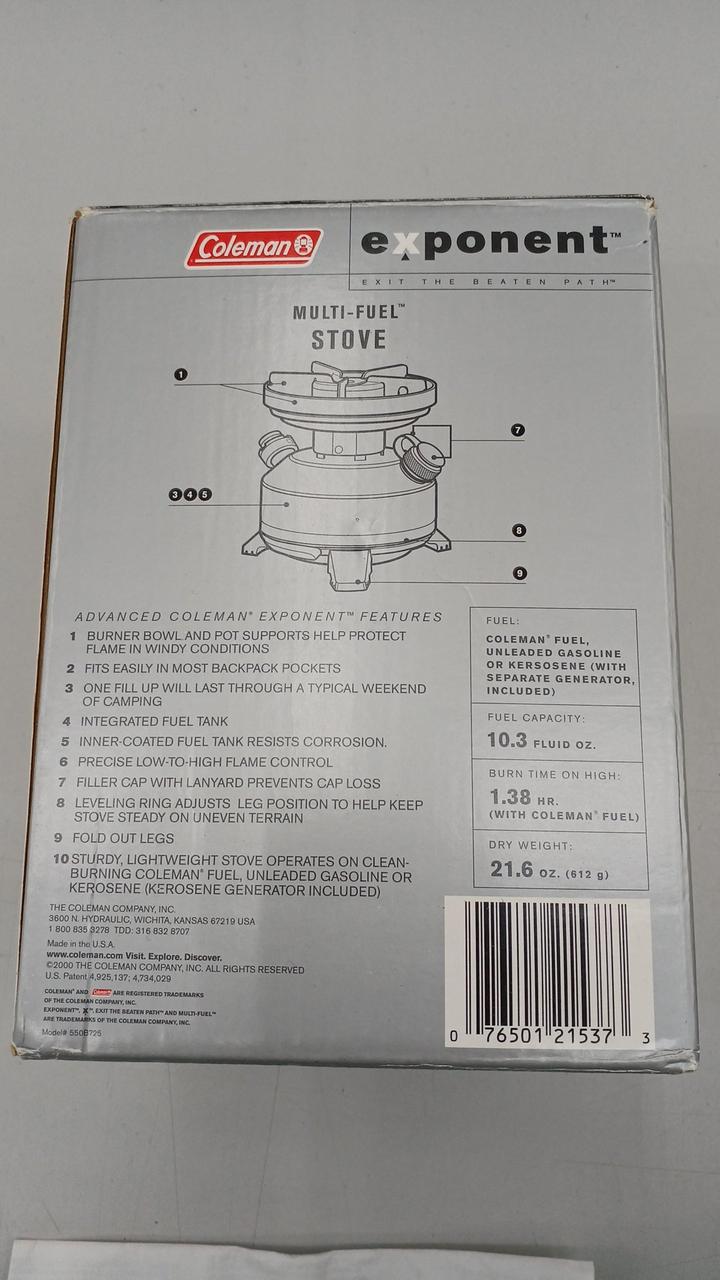 Coleman
exponent™
EXIT THE BEATEN PATH™
MULTI-FUEL™
STOVE
1
7
3 4 5
8
9
ADVANCED COLEMAN® EXPONENT™ FEATURES
1 BURNER BOWL AND POT SUPPORTS HELP PROTECT
FLAME IN WINDY CONDITIONS
2 FITS EASILY IN MOST BACKPACK POCKETS
3 ONE FILL UP WILL LAST THROUGH A TYPICAL WEEKEND
OF CAMPING
4 INTEGRATED FUEL TANK
5 INNER-COATED FUEL TANK RESISTS CORROSION.
6 PRECISE LOW-TO-HIGH FLAME CONTROL
7 FILLER CAP WITH LANYARD PREVENTS CAP LOSS
8 LEVELING RING ADJUSTS LEG POSITION TO HELP KEEP
STOVE STEADY ON UNEVEN TERRAIN
9 FOLD OUT LEGS
10 STURDY, LIGHTWEIGHT STOVE OPERATES ON CLEAN-
BURNING COLEMAN® FUEL, UNLEADED GASOLINE OR
KEROSENE (KEROSENE GENERATOR INCLUDED)
FUEL:
COLEMAN® FUEL,
UNLEADED GASOLINE
OR KERSOSENE (WITH
SEPARATE GENERATOR,
INCLUDED)
FUEL CAPACITY:
10.3 FLUID OZ.
BURN TIME ON HIGH:
1.38 HR.
(WITH COLEMAN® FUEL)
DRY WEIGHT:
21.6 OZ. (612 g)
THE COLEMAN COMPANY, INC.
3600 N. HYDRAULIC, WICHITA, KANSAS 67219 USA
1 800 835 3278 TDD: 316 832 8707
Made in the U.S.A.
www.coleman.com Visit. Explore. Discover.
©2000 THE COLEMAN COMPANY, INC. ALL RIGHTS RESERVED
U.S. Patent 4,925,137; 4,734,029
COLEMAN® AND Coleman ARE REGISTERED TRADEMARKS
OF THE COLEMAN COMPANY, INC.
EXPONENT™, X™, EXIT THE BEATEN PATH™ AND MULTI-FUEL™
ARE TRADEMARKS OF THE COLEMAN COMPANY, INC.
Model# 550B725
0 76501 21537 3